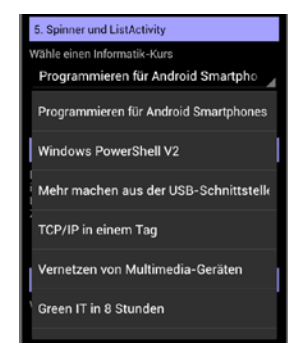 5. Spinner und ListActivity
Wähle einen Informatik-Kurs
Programmieren für Android Smartpho
Programmieren für Android Smartphones
Windows PowerShell V2
Mehr machen aus der USB-Schnittstelle
TCP/IP in einem Tag
Vernetzen von Multimedia-Geräten
Green IT in 8 Stunden